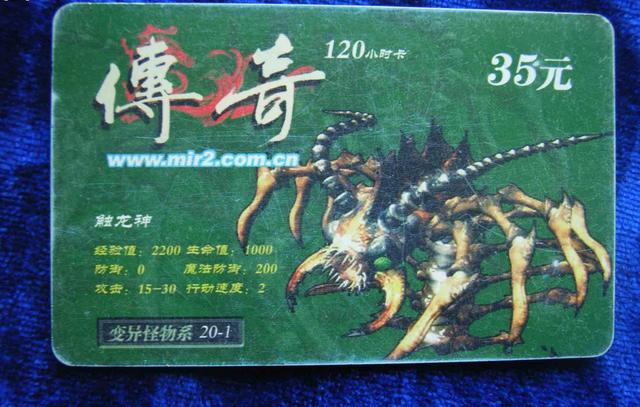 傳奇
120小时卡
35元
www.mir2.com.cn
触龙神
经验值：2200 生命值：1000
防御：0 魔法防御：200
攻击：15-30 行动速度：2
变异怪物系 20-1